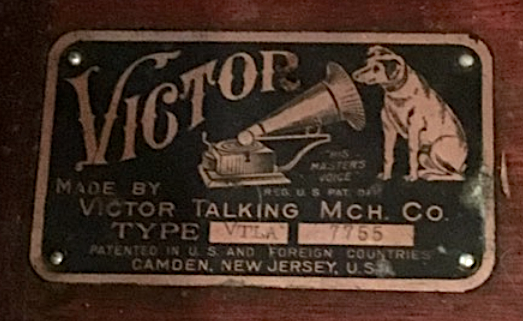 VICTOR
"HIS
MASTER'S
VOICE"
REG. U.S. PAT. OFF.
MADE BY
VICTOR TALKING MCH. CO.
TYPE VTLA 7755
PATENTED IN U.S. AND FOREIGN COUNTRIES
CAMDEN, NEW JERSEY, U.S.